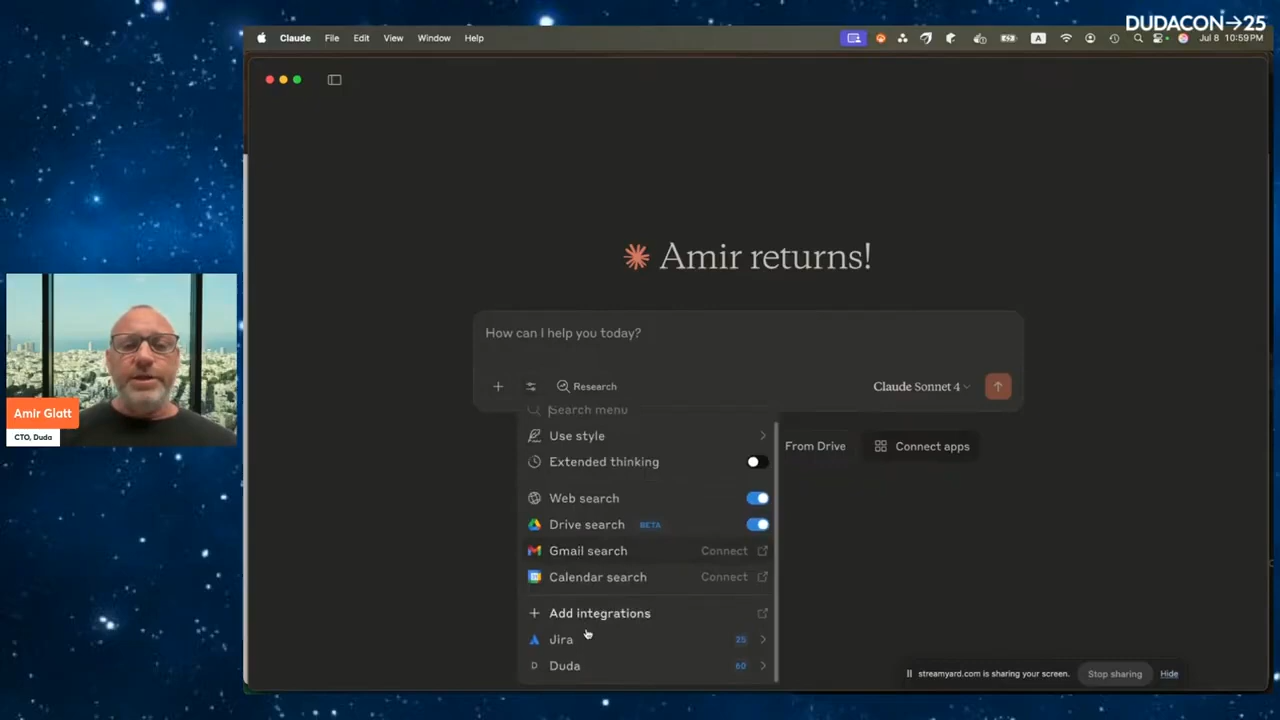 DUDACON→25
Claude File Edit View Window Help
A
Jul 8 10:59 PM
Amir returns!
How can I help you today?
Research
Claude Sonnet 4
Search menu
Use style
Extended thinking
From Drive
Connect apps
Web search
Drive search BETA
Gmail search Connect
Calendar search Connect
Add integrations
Jira 25
D Duda 60
streamyard.com is sharing your screen. Stop sharing Hide
Amir Glatt
CTO, Duda